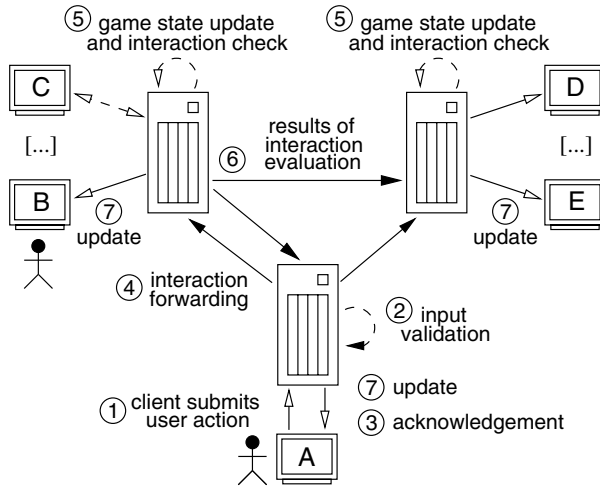 ⑤ game state update
and interaction check
⑤ game state update
and interaction check
C
D
[...]
[...]
results of
interaction
evaluation
⑥
B
E
⑦
update
⑦
update
④ interaction
forwarding
② input
validation
⑦ update
① client submits
user action
③ acknowledgement
A